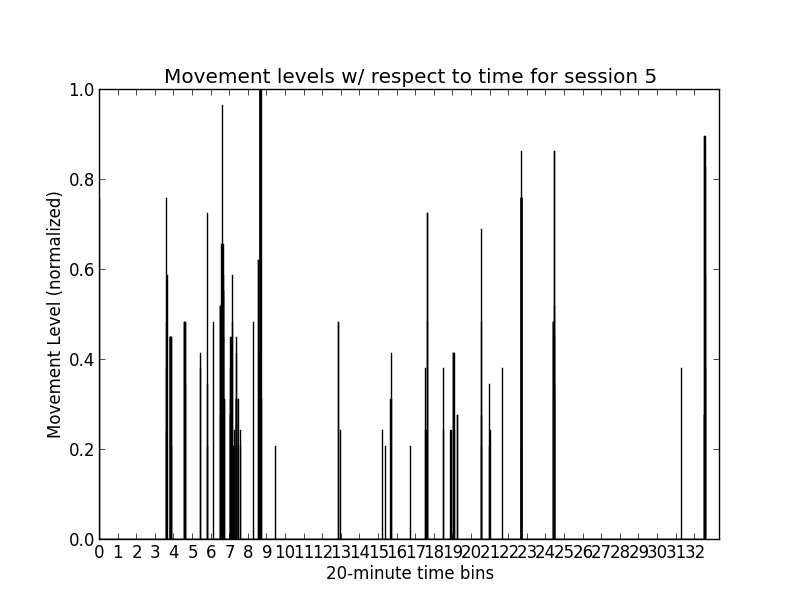 Movement levels w/ respect to time for session 5
1.0
0.8
0.6
0.4
0.2
0.0
Movement Level (normalized)
0 1 2 3 4 5 6 7 8 9 10 11 12 13 14 15 16 17 18 19 20 21 22 23 24 25 26 27 28 29 30 31 32
20-minute time bins